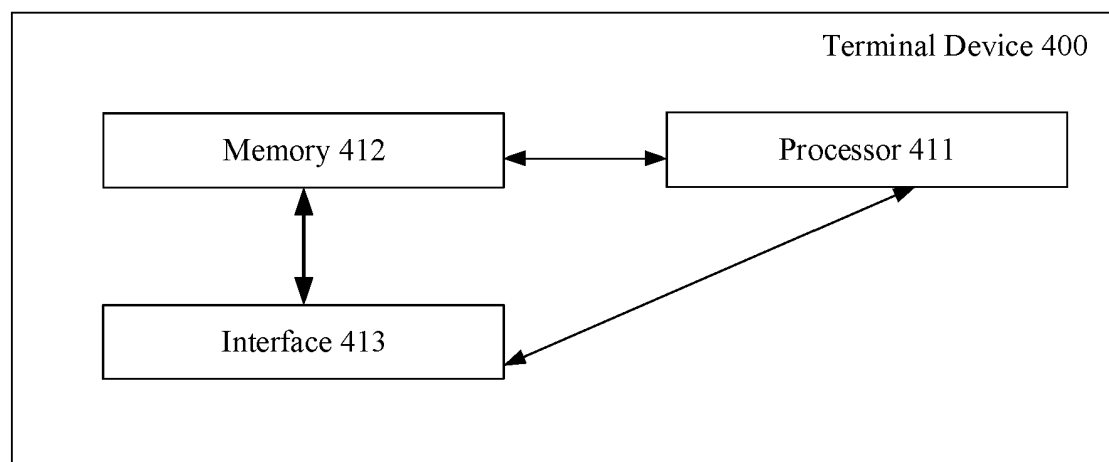 Terminal Device 400
Memory 412
Processor 411
Interface 413